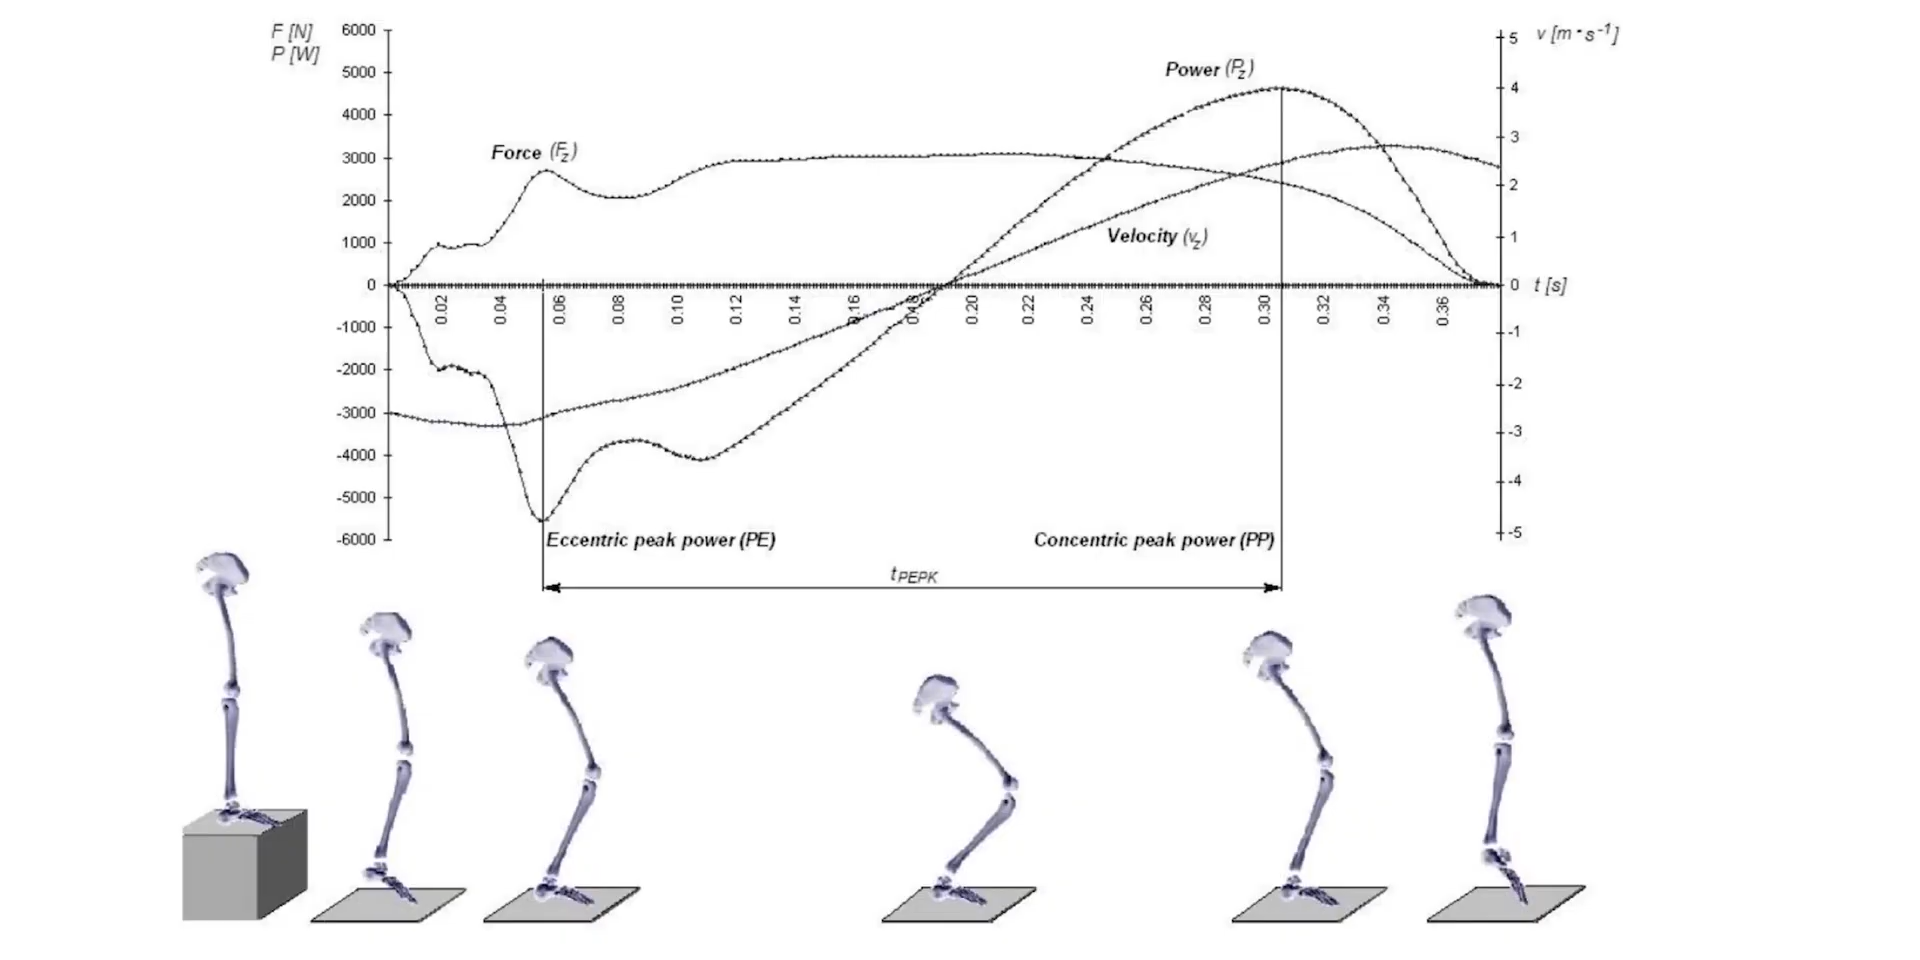 F [N]
P [W]
6000
5000
4000
3000
2000
1000
0
-1000
-2000
-3000
-4000
-5000
-6000
Force (Fz)
Power (Pz)
Velocity (vz)
5 v [m·s-1]
4
3
2
1
0 t [s]
-1
-2
-3
-4
-5
0.02 0.04 0.06 0.08 0.10 0.12 0.14 0.16 0.20 0.22 0.24 0.26 0.28 0.30 0.32 0.34 0.36
Eccentric peak power (PE)
Concentric peak power (PP)
tPEPK